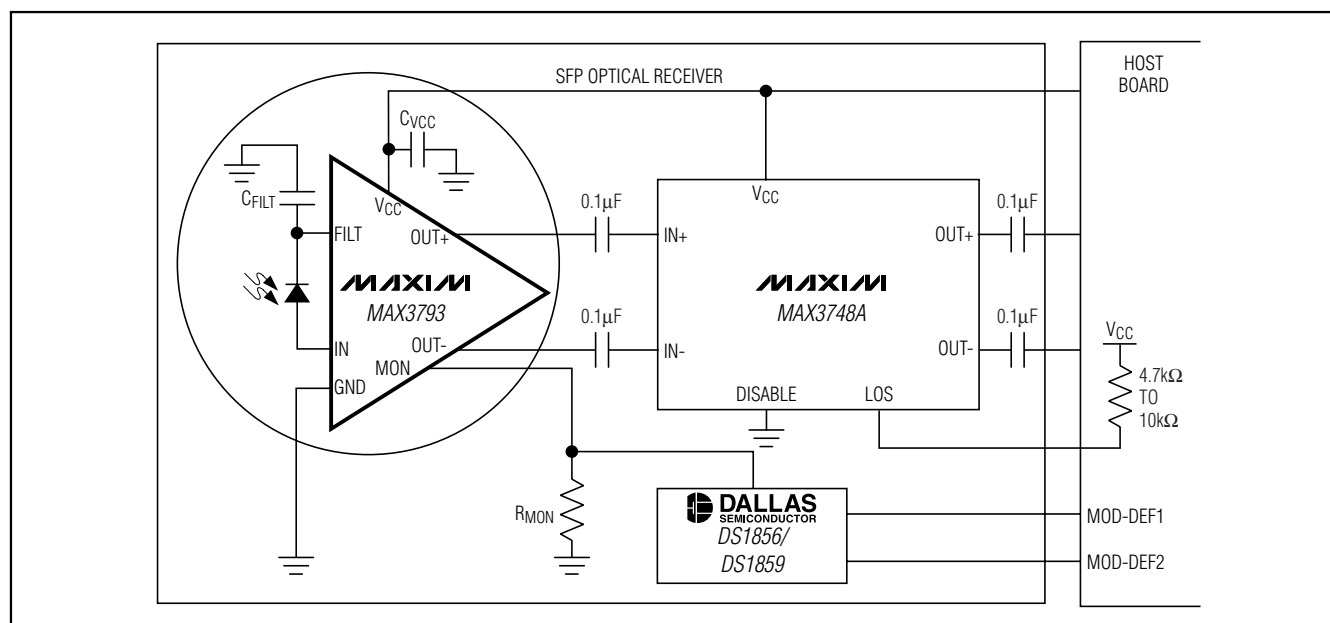 SFP OPTICAL RECEIVER
HOST
BOARD
CVCC
CFILT
VCC
FILT
OUT+
MAXIM
MAX3793
IN
OUT-
MON
GND
0.1µF
0.1µF
VCC
IN+
OUT+
MAXIM
MAX3748A
IN-
OUT-
DISABLE
LOS
0.1µF
0.1µF
VCC
4.7kΩ
TO
10kΩ
RMON
DALLAS
SEMICONDUCTOR
DS1856/
DS1859
MOD-DEF1
MOD-DEF2